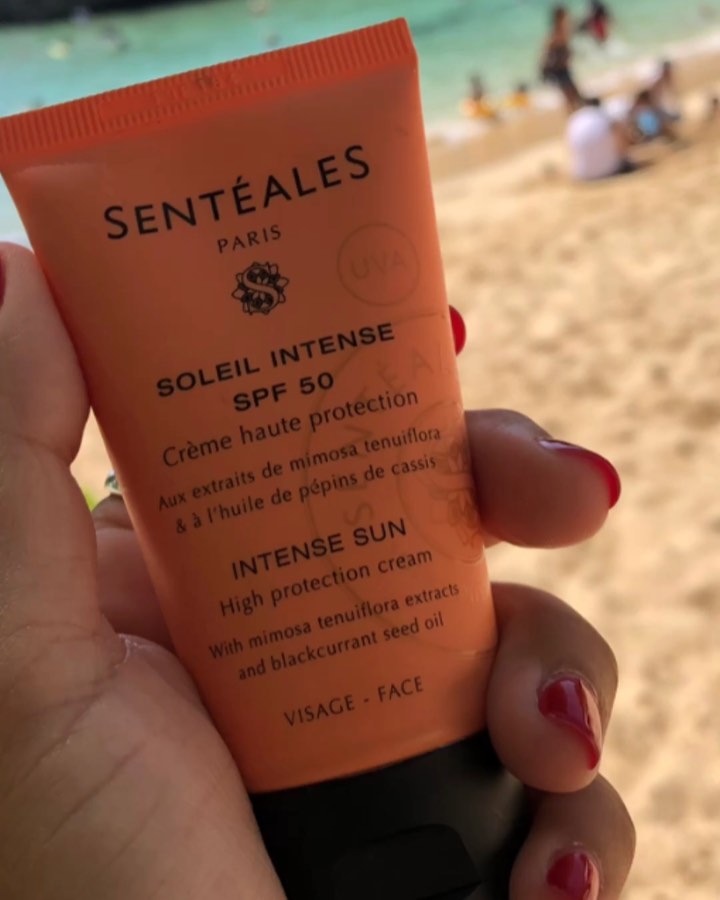 SENTÉALES
PARIS
S
UVA
SOLEIL INTENSE
SPF 50
Crème haute protection
Aux extraits de mimosa tenuiflora
& à l'huile de pépins de cassis
INTENSE SUN
High protection cream
With mimosa tenuiflora extracts
and blackcurrant seed oil
VISAGE - FACE